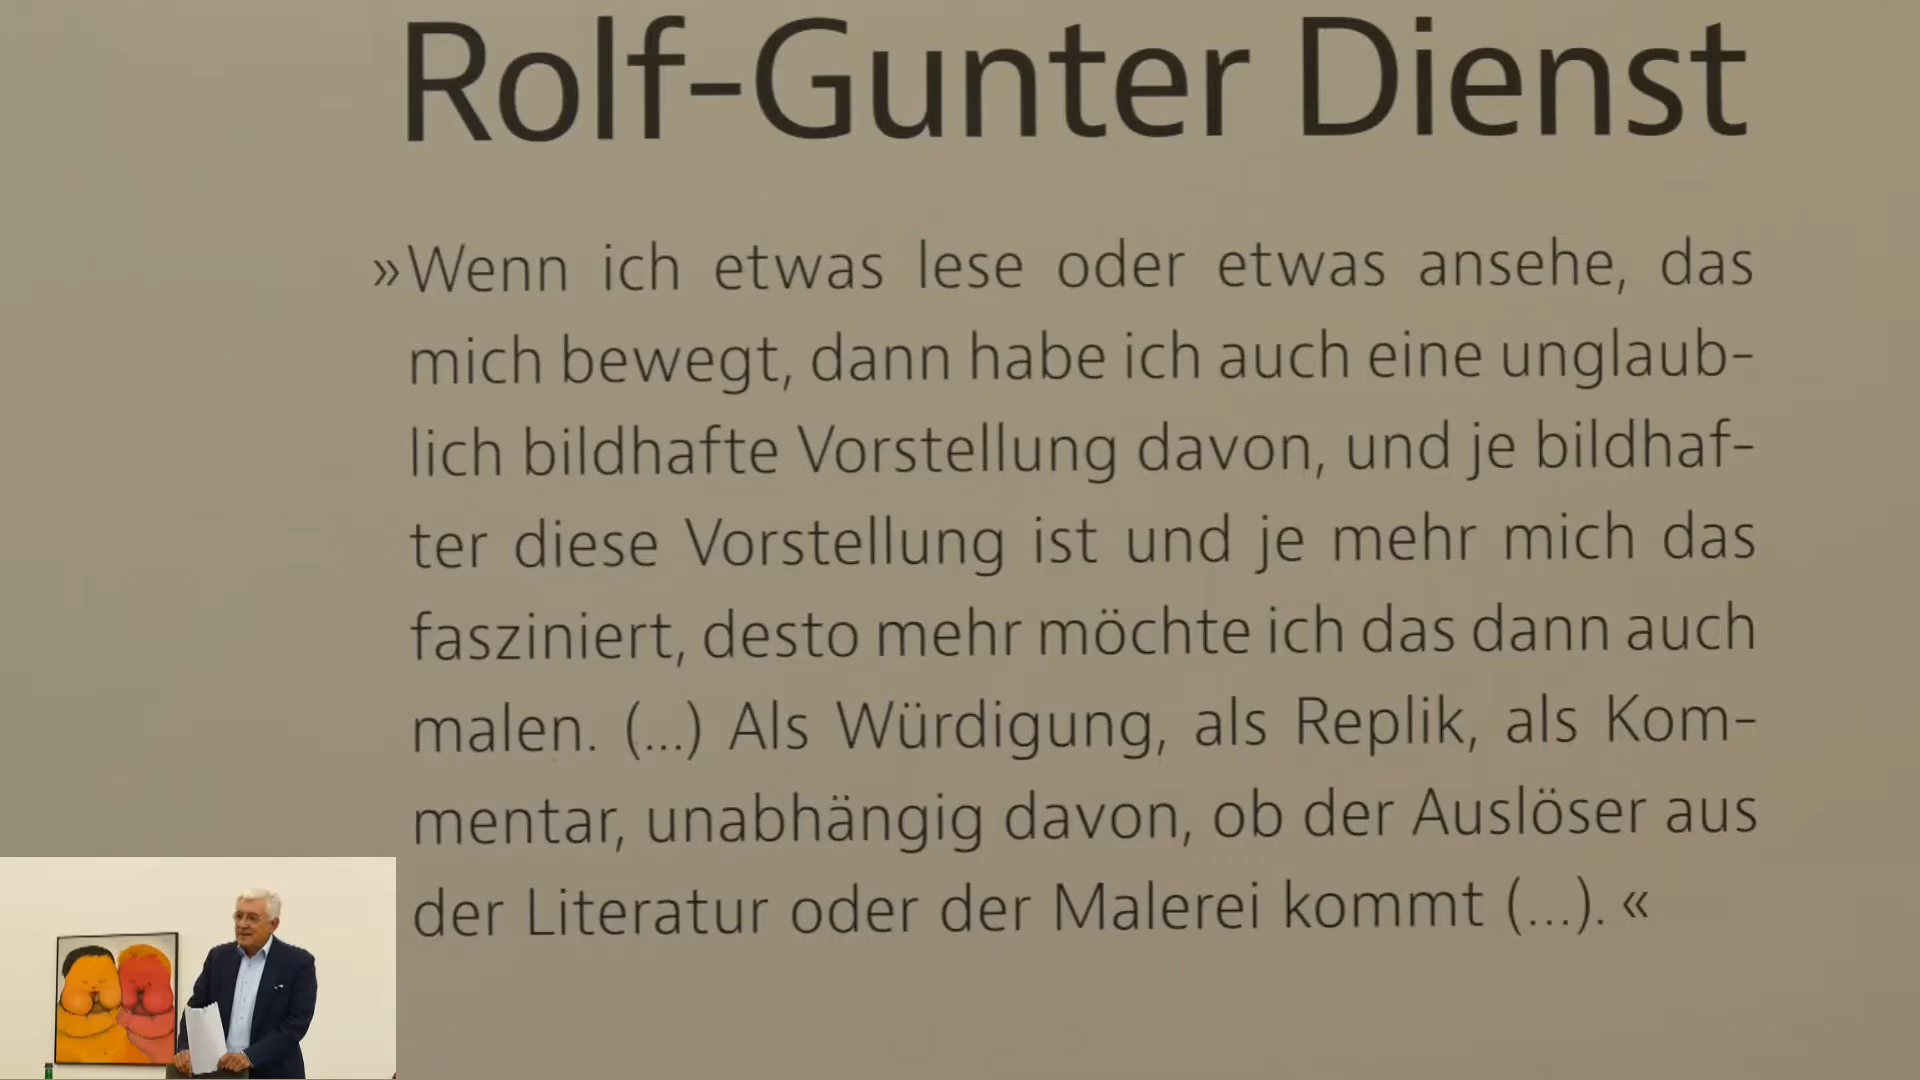 Rolf-Gunter Dienst
»Wenn ich etwas lese oder etwas ansehe, das
mich bewegt, dann habe ich auch eine unglaub-
lich bildhafte Vorstellung davon, und je bildhaf-
ter diese Vorstellung ist und je mehr mich das
fasziniert, desto mehr möchte ich das dann auch
malen. (...) Als Würdigung, als Replik, als Kom-
mentar, unabhängig davon, ob der Auslöser aus
der Literatur oder der Malerei kommt (...). «